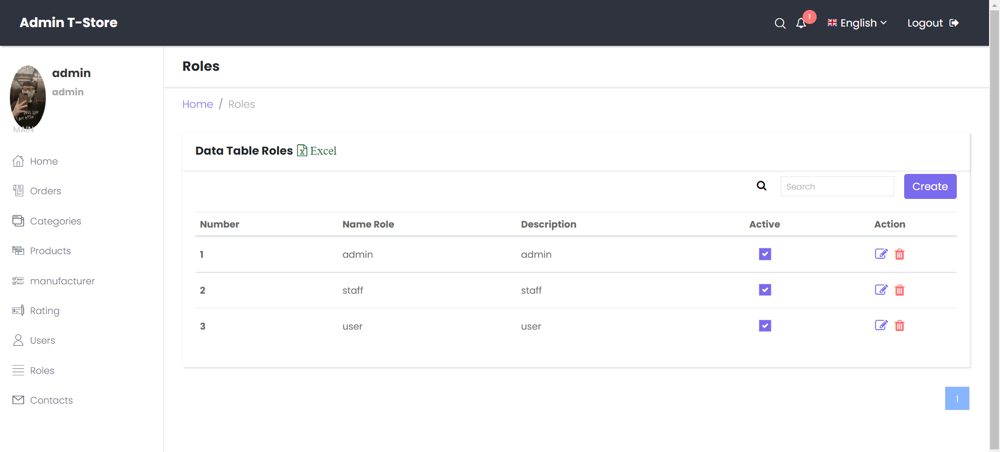 Admin T-Store
1
English
Logout
admin
admin
MAIN
Home
Orders
Categories
Products
manufacturer
Rating
Users
Roles
Contacts
Roles
Home / Roles
Data Table Roles Excel
Search
Create
Number Name Role Description Active Action
1 admin admin
2 staff staff
3 user user
1